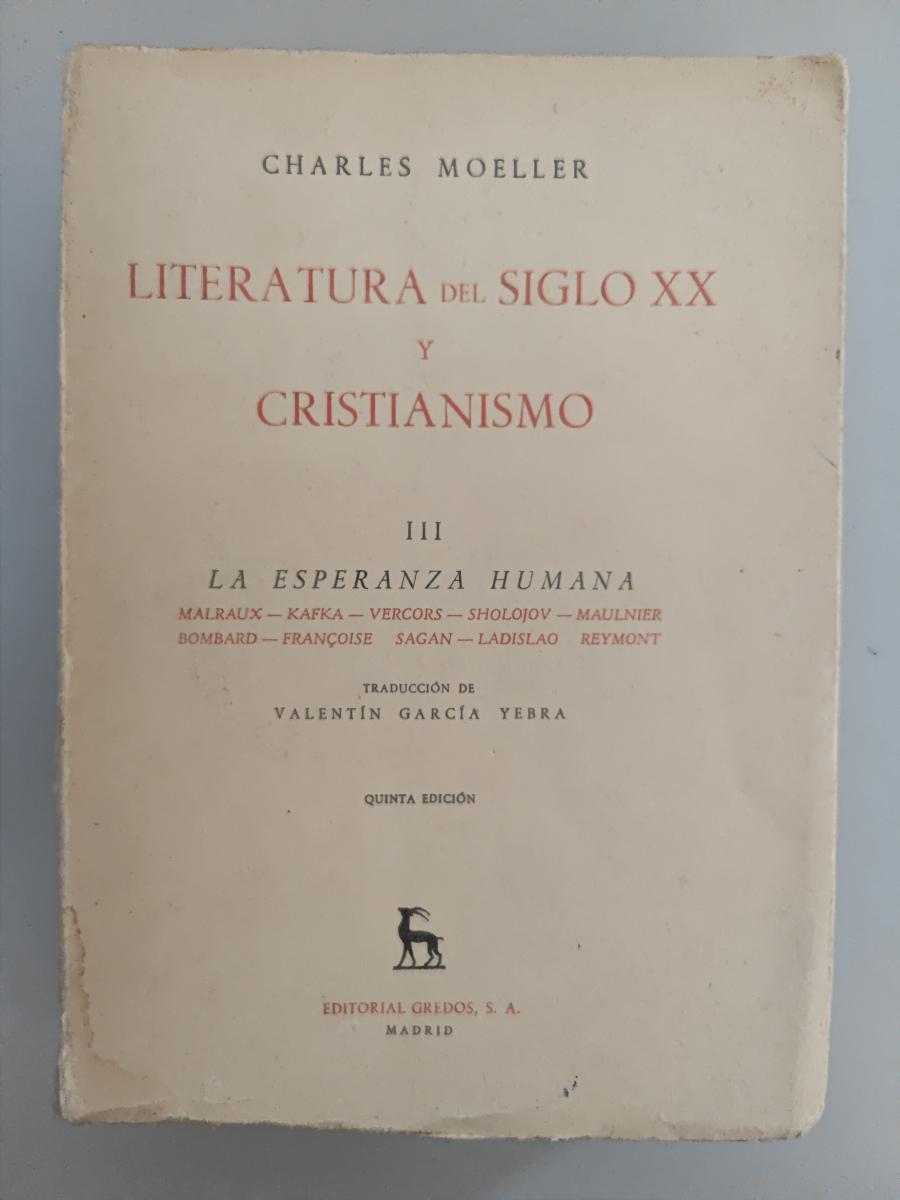 CHARLES MOELLER
LITERATURA DEL SIGLO XX
Y
CRISTIANISMO
III
LA ESPERANZA HUMANA
MALRAUX — KAFKA — VERCORS — SHOLOJOV — MAULNIER
BOMBARD — FRANÇOISE SAGAN — LADISLAO REYMONT
TRADUCCIÓN DE
VALENTÍN GARCÍA YEBRA
QUINTA EDICIÓN
EDITORIAL GREDOS, S. A.
MADRID